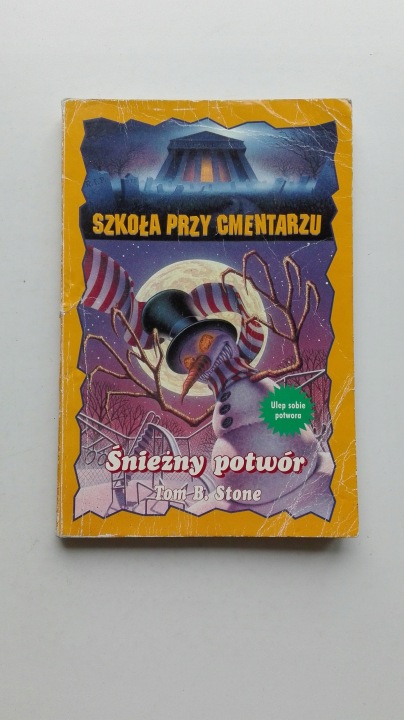 SZKOŁA PRZY CMENTARZU
Ulep sobie
potwora
Śnieżny potwór
Tom B. Stone